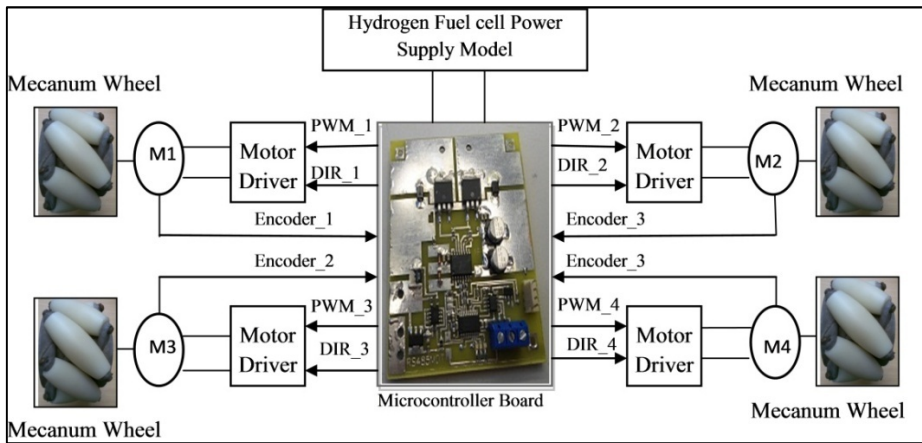 Hydrogen Fuel cell Power
Supply Model
Mecanum Wheel
Mecanum Wheel
M1
Motor
Driver
PWM_1
DIR_1
Encoder_1
PWM_2
DIR_2
Encoder_3
Motor
Driver
M2
Encoder_2
M3
Motor
Driver
PWM_3
DIR_3
Encoder_3
PWM_4
DIR_4
Motor
Driver
M4
Microcontroller Board
Mecanum Wheel
Mecanum Wheel